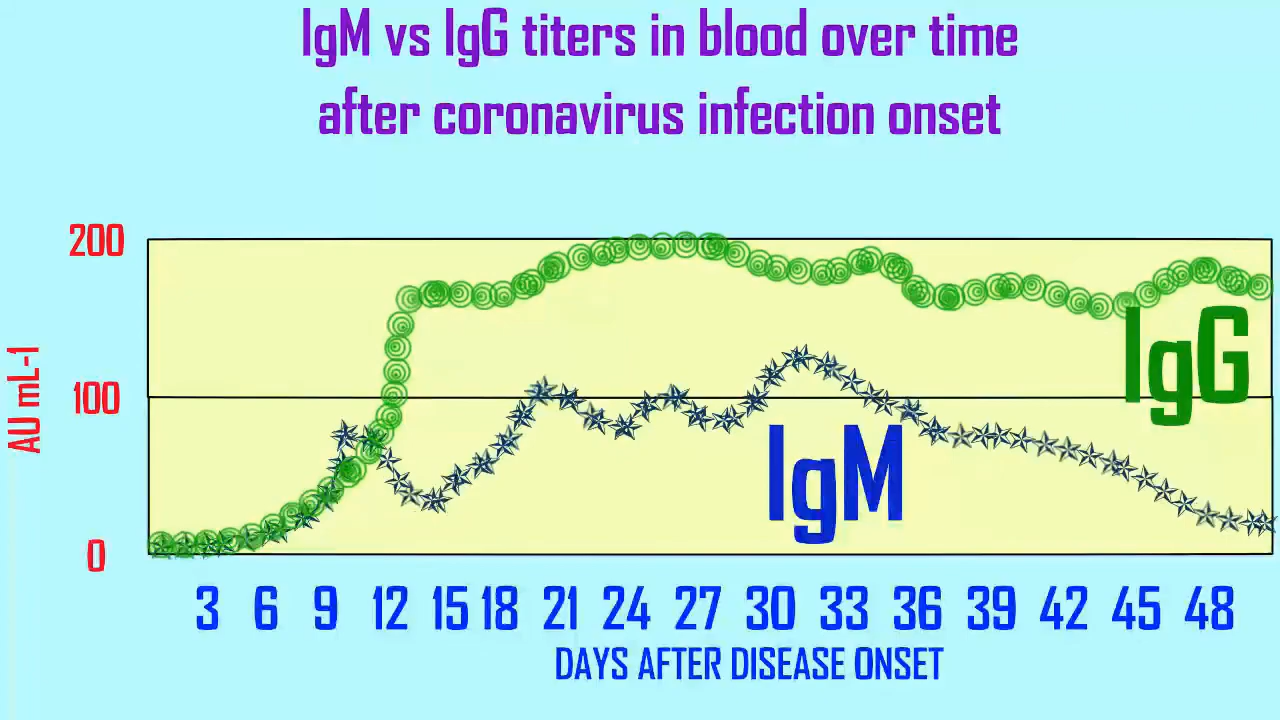 IgM vs IgG titers in blood over time
after coronavirus infection onset
200
100
0
AU mL-1
IgG
IgM
3 6 9 12 15 18 21 24 27 30 33 36 39 42 45 48
DAYS AFTER DISEASE ONSET